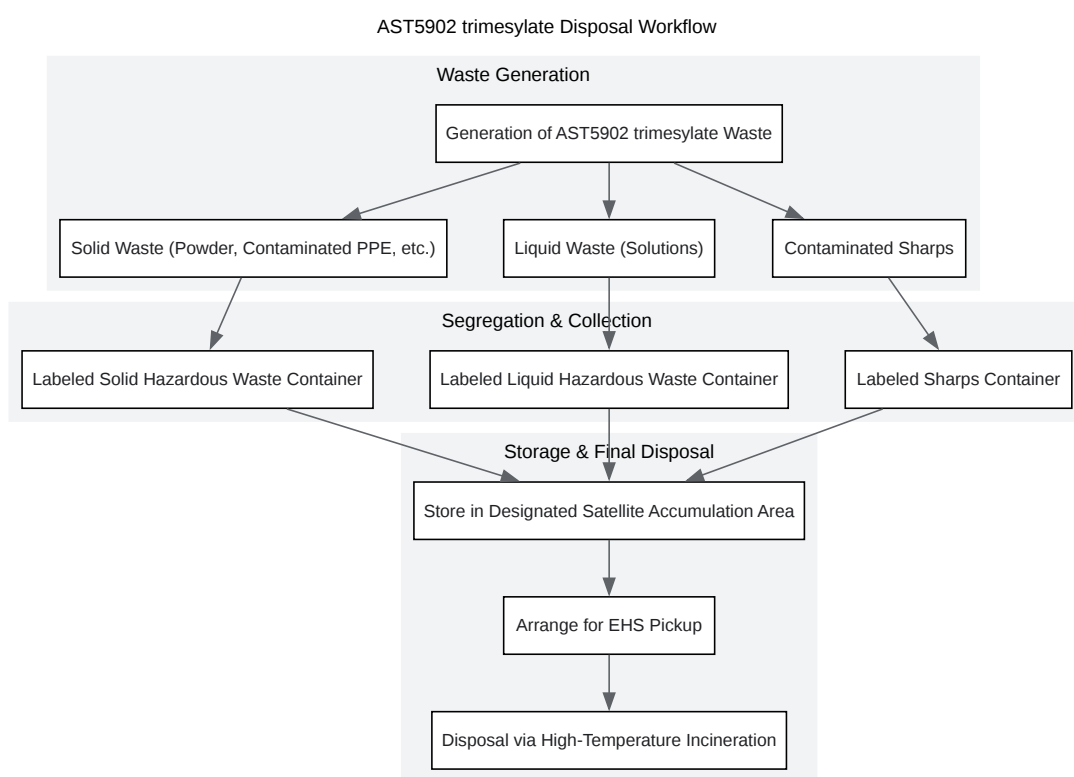 AST5902 trimesylate Disposal Workflow
Waste Generation
Generation of AST5902 trimesylate Waste
Solid Waste (Powder, Contaminated PPE, etc.)
Liquid Waste (Solutions)
Contaminated Sharps
Segregation & Collection
Labeled Solid Hazardous Waste Container
Labeled Liquid Hazardous Waste Container
Labeled Sharps Container
Storage & Final Disposal
Store in Designated Satellite Accumulation Area
Arrange for EHS Pickup
Disposal via High-Temperature Incineration